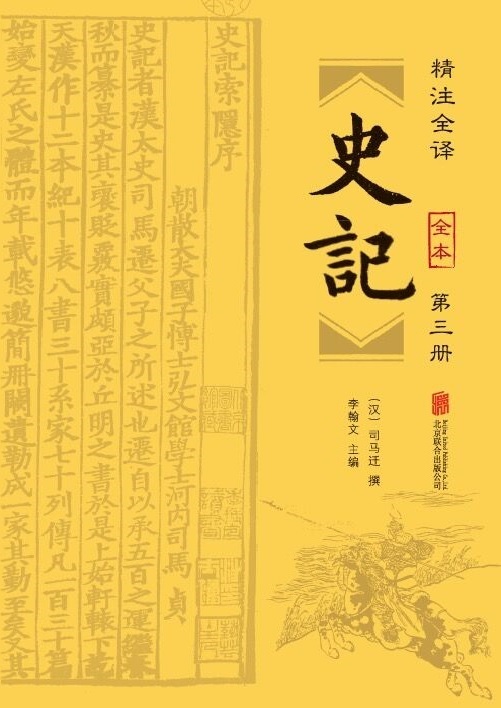 精注全译
全本
第三册
史記
（汉）司马迁 撰
李翰文 主编
北京联合出版公司
史記索隱序
朝散大夫國子博士弘文館學士河内司馬貞
史記者漢太史司馬遷父子之所述也遷自以承五百之運繼春
秋而纂是史其襃貶覈實頗亞於丘明之書於是上始軒轅下訖
天漢作十二本紀十表八書三十系家七十列傳凡一百三十篇
始變左氏之體而年載悠邈簡冊闕遺勒成一家其勤至矣又其